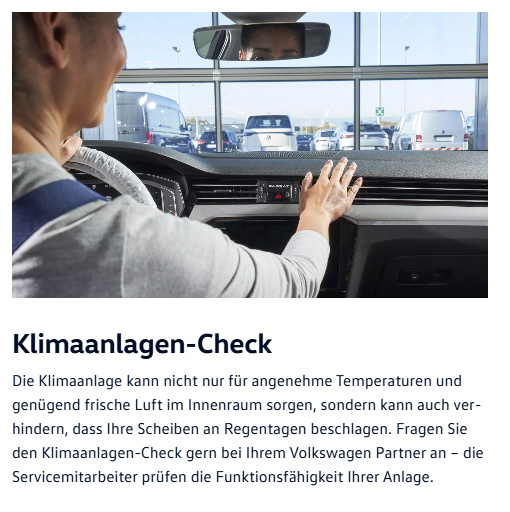 PASSAT
Klimaanlagen-Check
Die Klimaanlage kann nicht nur für angenehme Temperaturen und
genügend frische Luft im Innenraum sorgen, sondern kann auch ver-
hindern, dass Ihre Scheiben an Regentagen beschlagen. Fragen Sie
den Klimaanlagen-Check gern bei Ihrem Volkswagen Partner an – die
Servicemitarbeiter prüfen die Funktionsfähigkeit Ihrer Anlage.